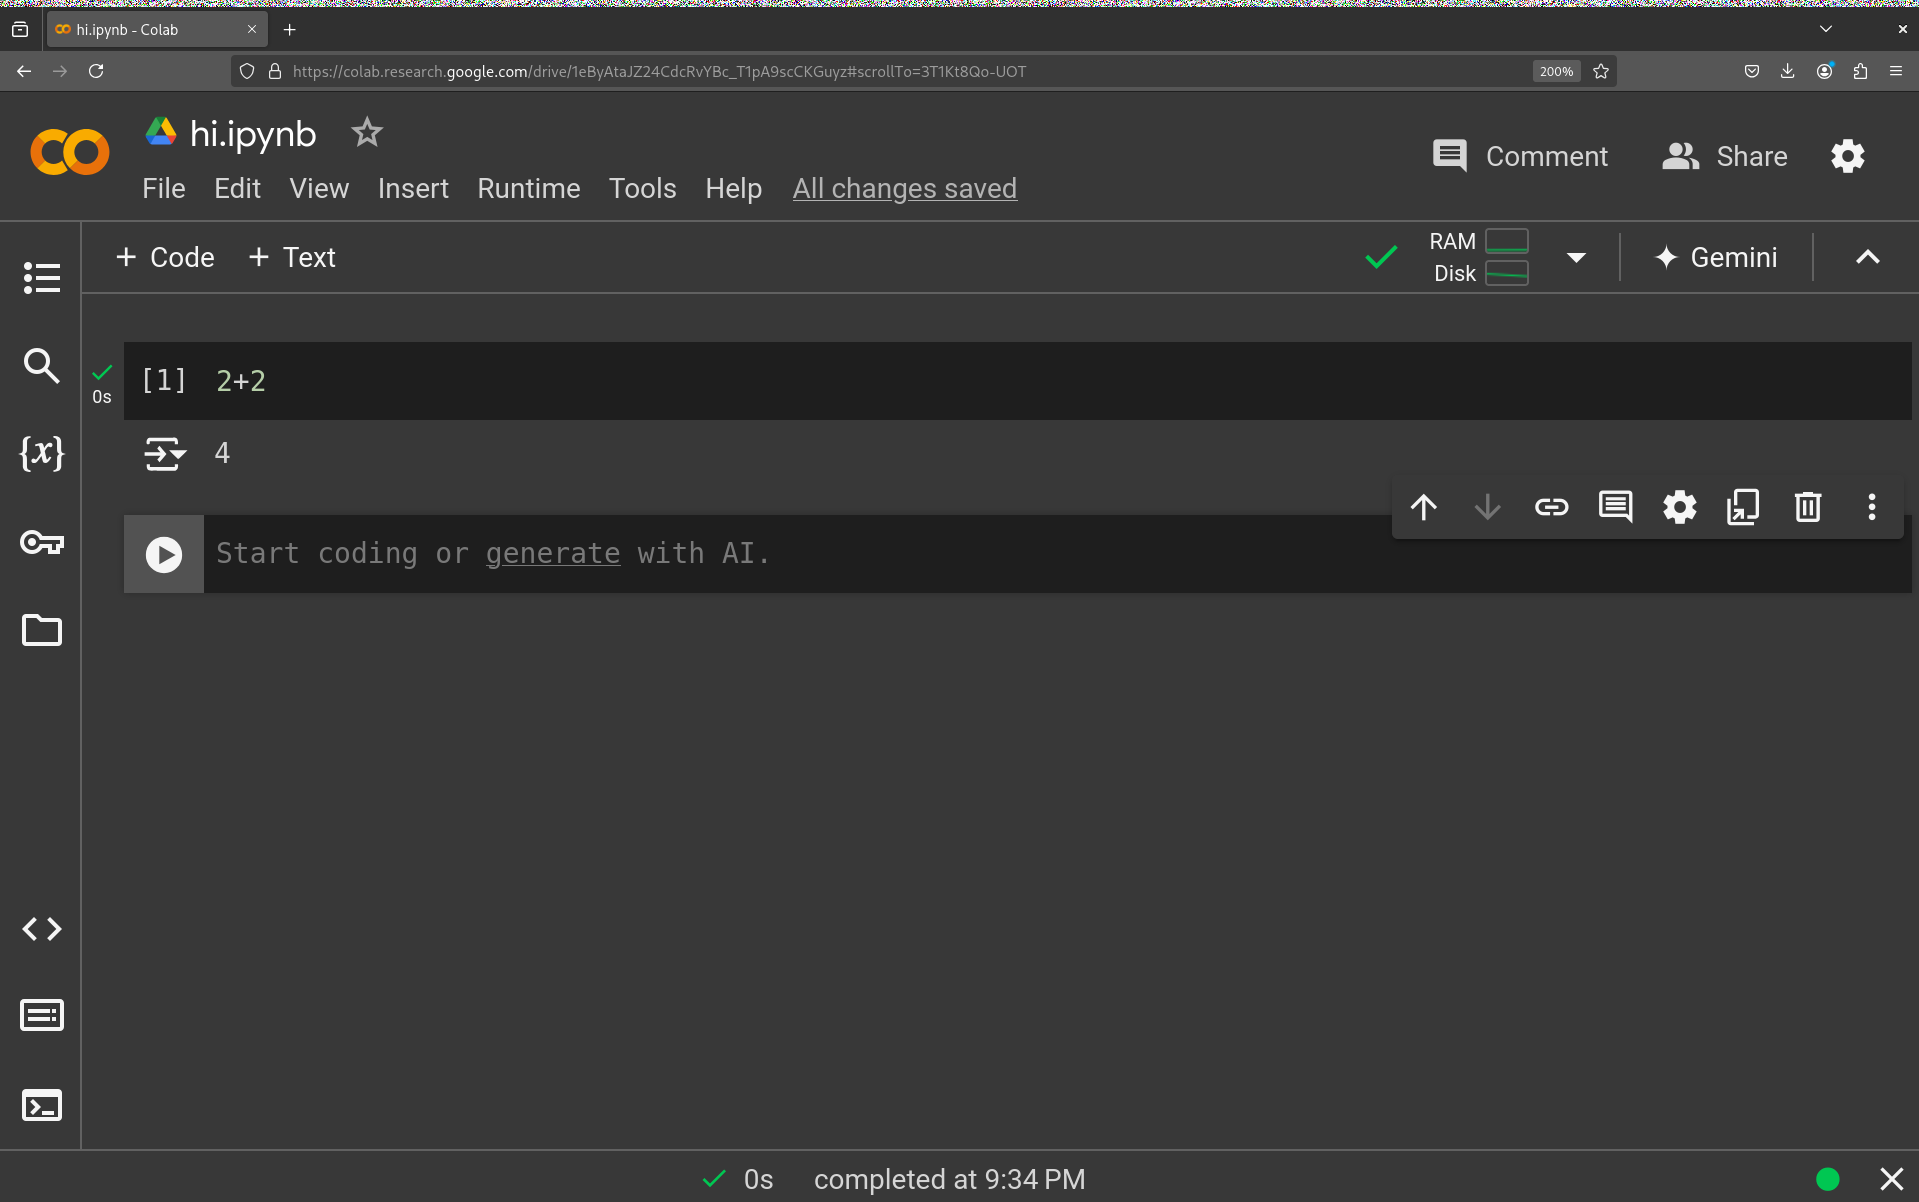 hi.ipynb - Colab
https://colab.research.google.com/drive/1eByAtaJZ24CdcRvYBc_T1pA9scCKGuyz#scrollTo=3T1Kt8Qo-UOT 200%
hi.ipynb
Comment Share
File Edit View Insert Runtime Tools Help All changes saved
+ Code + Text
RAM
Disk
Gemini
[1] 2+2
0s
4
{x}
Start coding or generate with AI.
0s completed at 9:34 PM